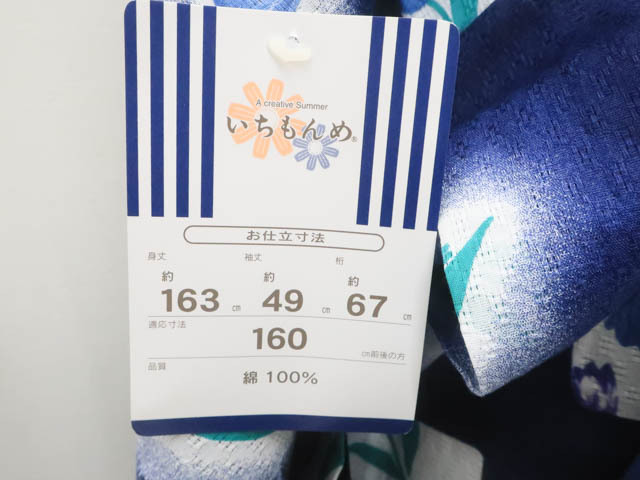 A creative Summer
いちもんめ®
お仕立寸法
身丈 袖丈 裄
約 約 約
163 cm 49 cm 67 cm
適応寸法
160 cm前後の方
品質
綿 100%